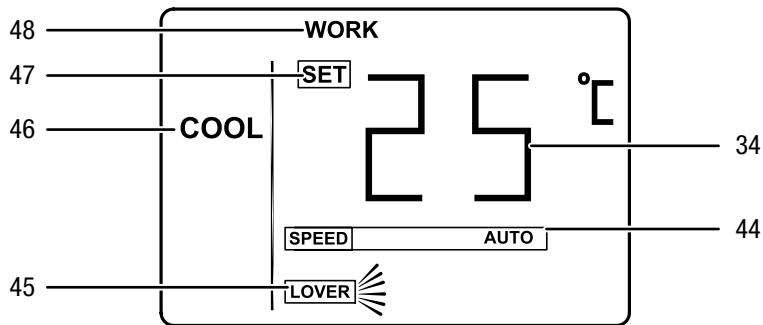 48 WORK
47 SET
46 COOL
25 °C
34
SPEED AUTO 44
45 LOVER